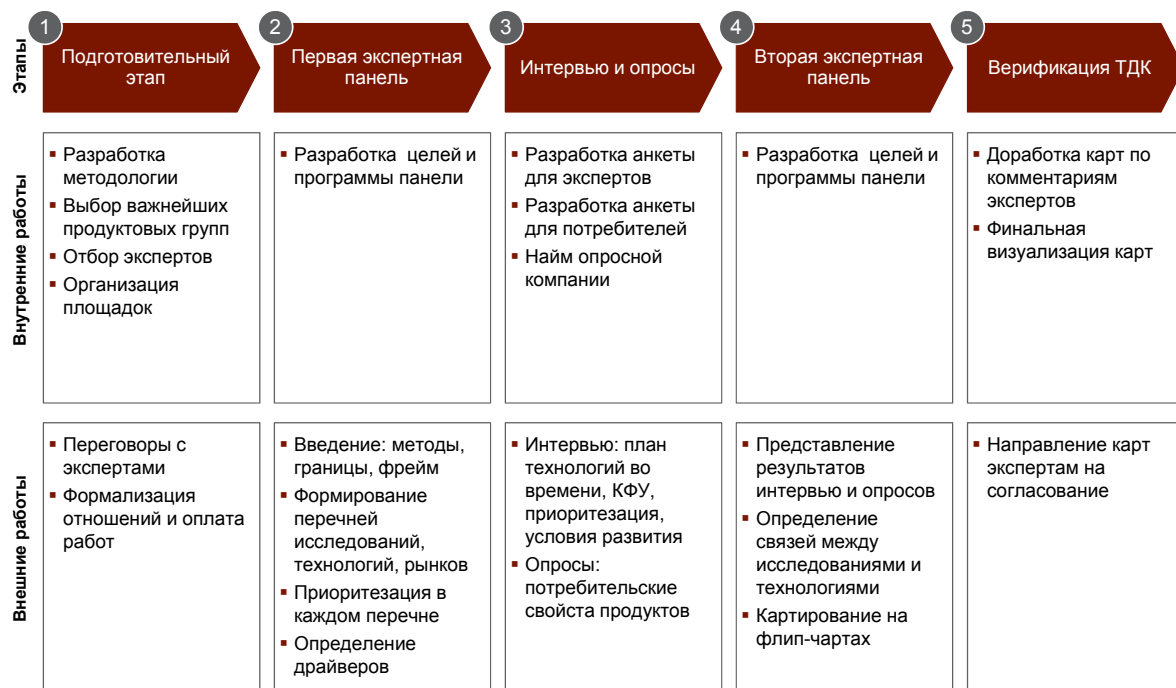 Этапы
1
Подготовительный
этап
2
Первая экспертная
панель
3
Интервью и опросы
4
Вторая экспертная
панель
5
Верификация ТДК
Внутренние работы
▪ Разработка
методологии
▪ Выбор важнейших
продуктовых групп
▪ Отбор экспертов
▪ Организация
площадок
▪ Разработка целей и
программы панели
▪ Разработка анкеты
для экспертов
▪ Разработка анкеты
для потребителей
▪ Найм опросной
компании
▪ Разработка целей и
программы панели
▪ Доработка карт по
комментариям
экспертов
▪ Финальная
визуализация карт
Внешние работы
▪ Переговоры с
экспертами
▪ Формализация
отношений и оплата
работ
▪ Введение: методы,
границы, фрейм
▪ Формирование
перечней
исследований,
технологий, рынков
▪ Приоритезация в
каждом перечне
▪ Определение
драйверов
▪ Интервью: план
технологий во
времени, КФУ,
приоритезация,
условия развития
▪ Опросы:
потребительские
свойста продуктов
▪ Представление
результатов
интервью и опросов
▪ Определение
связей между
исследованиями и
технологиями
▪ Картирование на
флип-чартах
▪ Направление карт
экспертам на
согласование